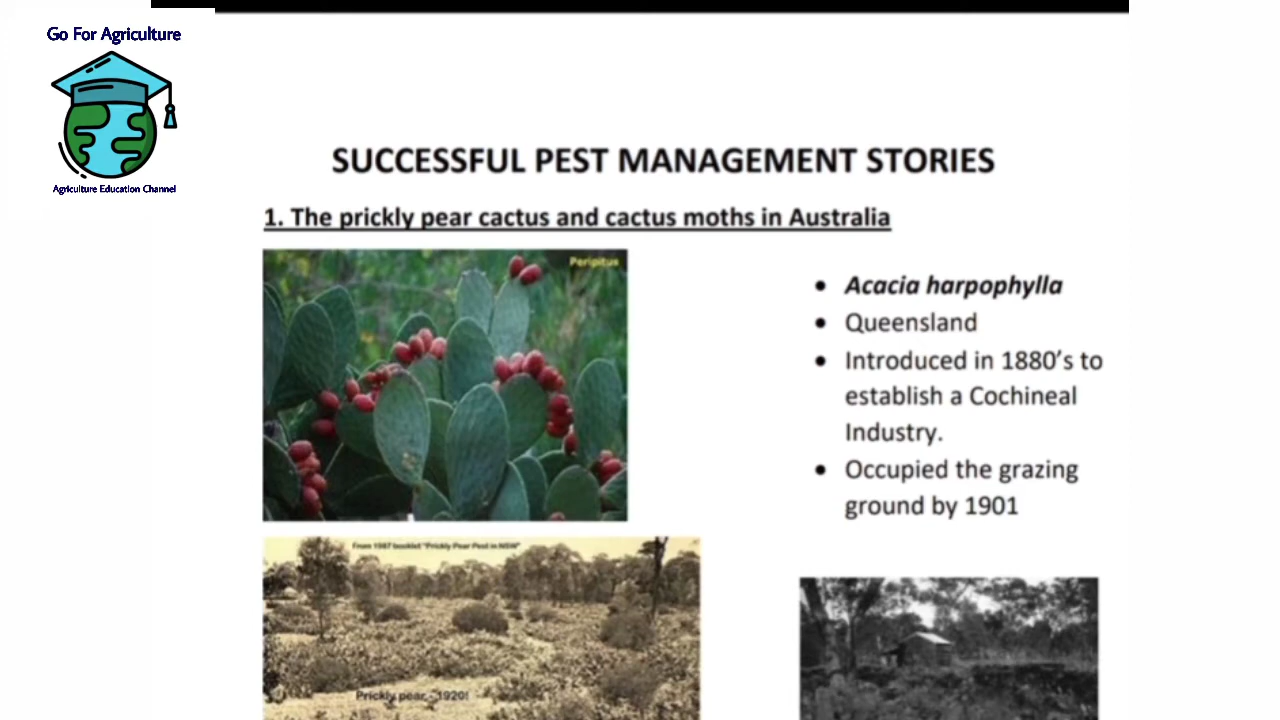 Go For Agriculture
Agriculture Education Channel
SUCCESSFUL PEST MANAGEMENT STORIES
1. The prickly pear cactus and cactus moths in Australia
Peripitus
• Acacia harpophylla
• Queensland
• Introduced in 1880's to
establish a Cochineal
Industry.
• Occupied the grazing
ground by 1901
From 1987 booklet "Prickly Pear Pest in NSW"
Prickly pear - 1920!